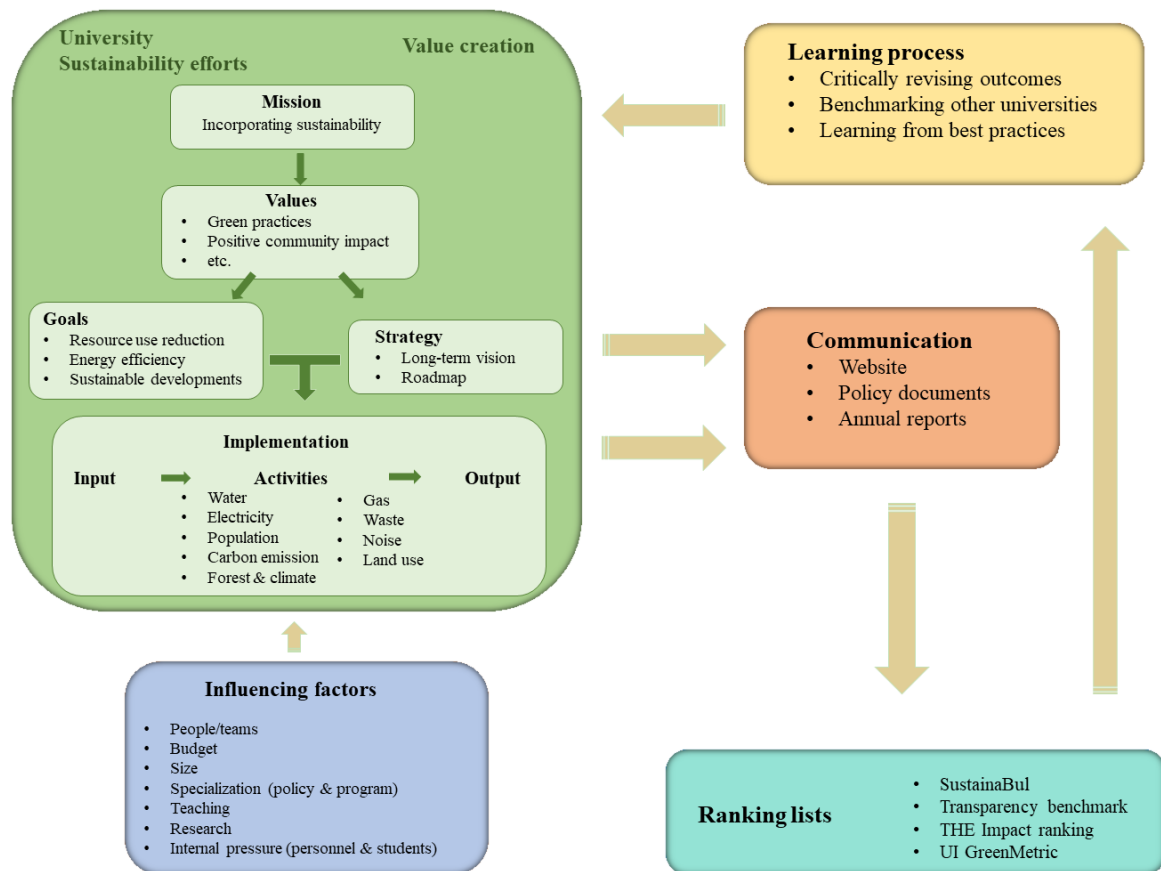 University
Sustainability efforts
Value creation
Mission
Incorporating sustainability
Values
• Green practices
• Positive community impact
• etc.
Goals
• Resource use reduction
• Energy efficiency
• Sustainable developments
Strategy
• Long-term vision
• Roadmap
Implementation
Input
Activities
Output
• Water
• Electricity
• Population
• Carbon emission
• Forest & climate
• Gas
• Waste
• Noise
• Land use
Influencing factors
• People/teams
• Budget
• Size
• Specialization (policy & program)
• Teaching
• Research
• Internal pressure (personnel & students)
Learning process
• Critically revising outcomes
• Benchmarking other universities
• Learning from best practices
Communication
• Website
• Policy documents
• Annual reports
Ranking lists
• SustainaBul
• Transparency benchmark
• THE Impact ranking
• UI GreenMetric